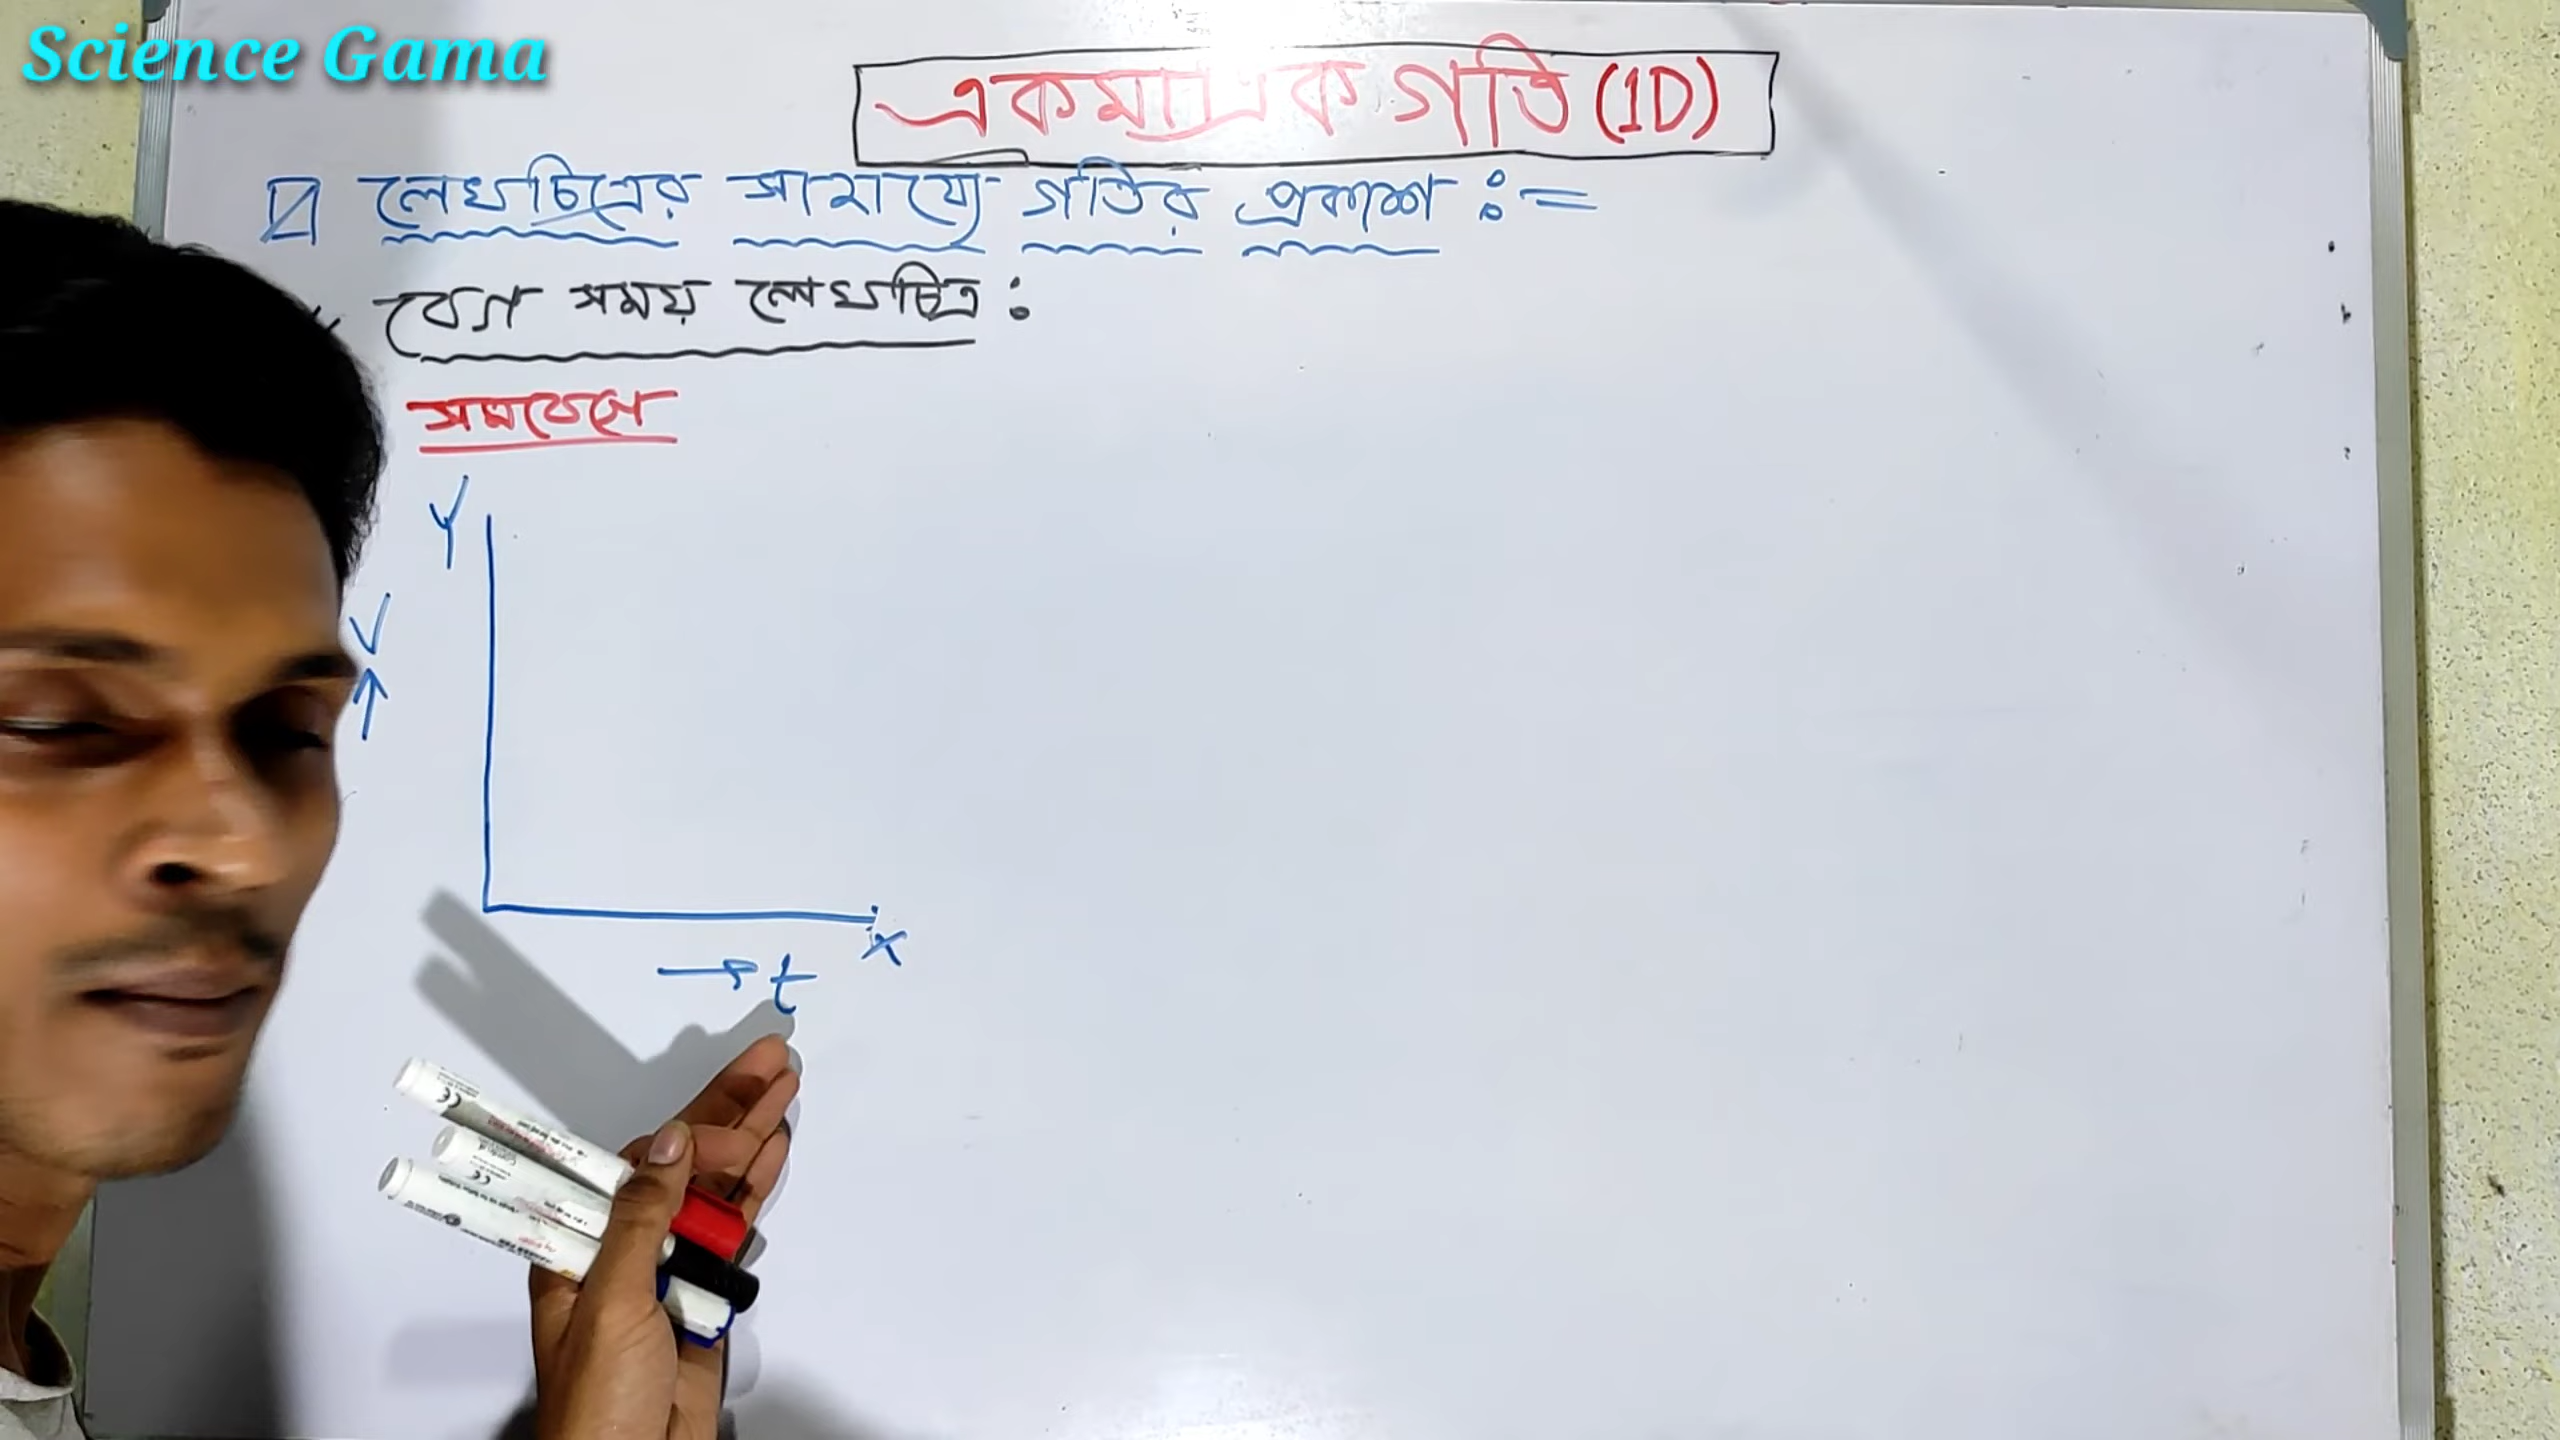 Science Gama
একমাত্রিক গতি (1D)
লেখচিত্রের সাহায্যে গতির প্রকাশ :=
বেগ সময় লেখচিত্র :
সমবেগে
Y
V
↑
X
→ t